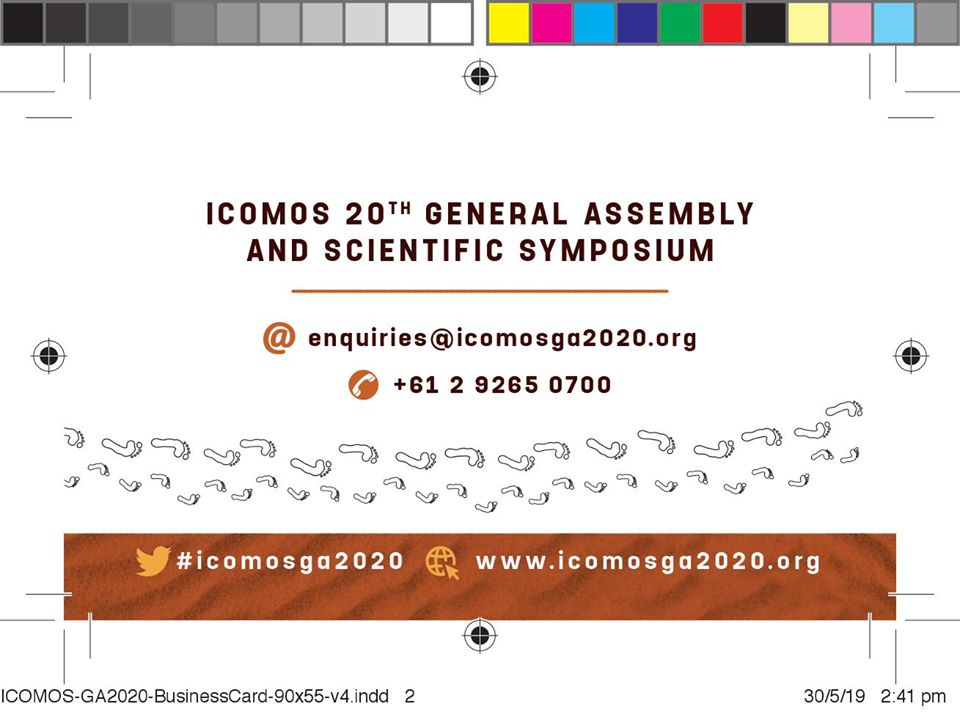 ICOMOS 20TH GENERAL ASSEMBLY
AND SCIENTIFIC SYMPOSIUM
@ enquiries@icomosga2020.org
+61 2 9265 0700
#icomosga2020 www.icomosga2020.org
ICOMOS-GA2020-BusinessCard-90x55-v4.indd 2 30/5/19 2:41 pm